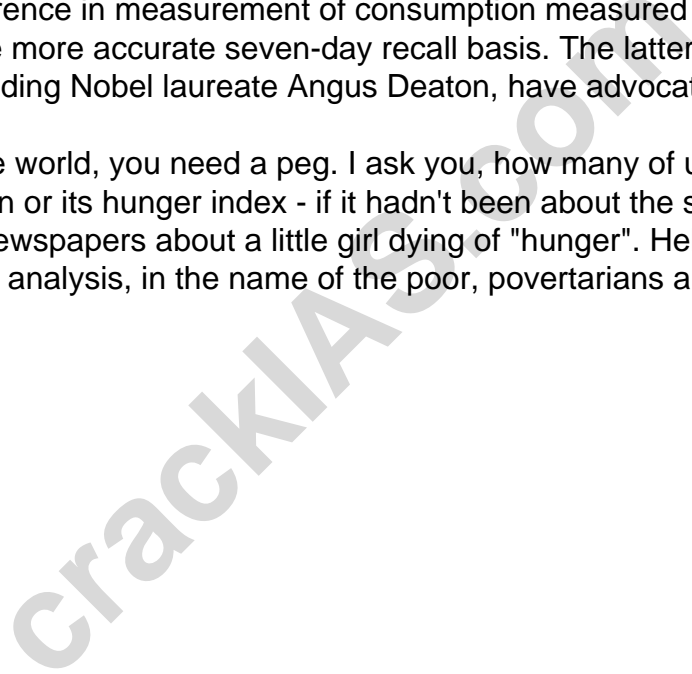 rence in measurement of consumption measured
e more accurate seven-day recall basis. The latter
ding Nobel laureate Angus Deaton, have advocat
e world, you need a peg. I ask you, how many of u
n or its hunger index - if it hadn't been about the s
ewspapers about a little girl dying of "hunger". He
analysis, in the name of the poor, povertarians a
crackIAS.com